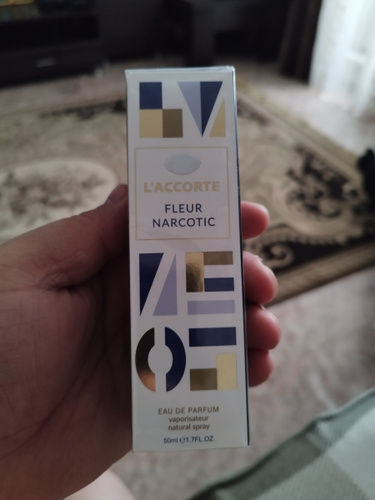 L'ACCORTE
FLEUR
NARCOTIC
EAU DE PARFUM
vaporisateur
natural spray
50ml ℮ 1.7FL.OZ.